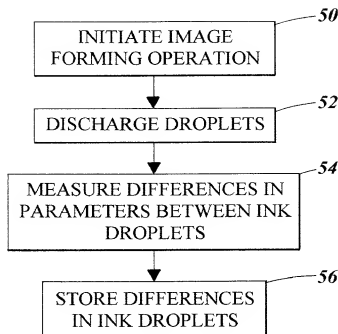 50
INITIATE IMAGE
FORMING OPERATION
52
DISCHARGE DROPLETS
54
MEASURE DIFFERENCES IN
PARAMETERS BETWEEN INK
DROPLETS
56
STORE DIFFERENCES
IN INK DROPLETS